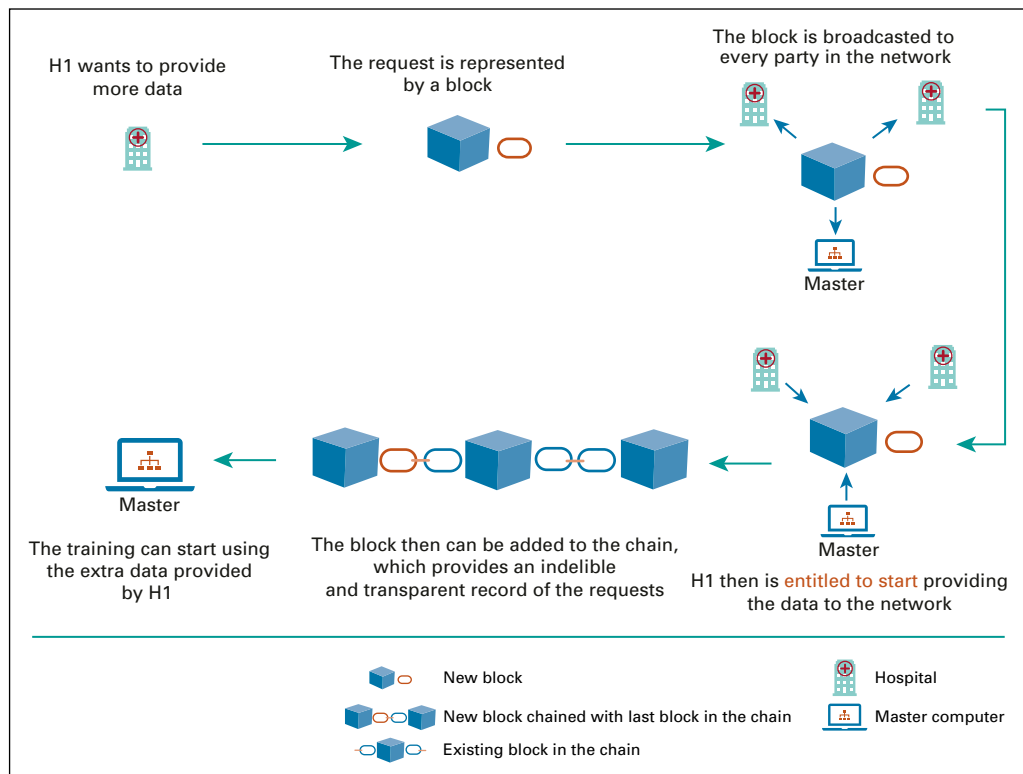 H1 wants to provide
more data
The request is represented
by a block
The block is broadcasted to
every party in the network
Master
Master
H1 then is entitled to start providing
the data to the network
The block then can be added to the chain,
which provides an indelible
and transparent record of the requests
Master
The training can start using
the extra data provided
by H1
New block
New block chained with last block in the chain
Existing block in the chain
Hospital
Master computer